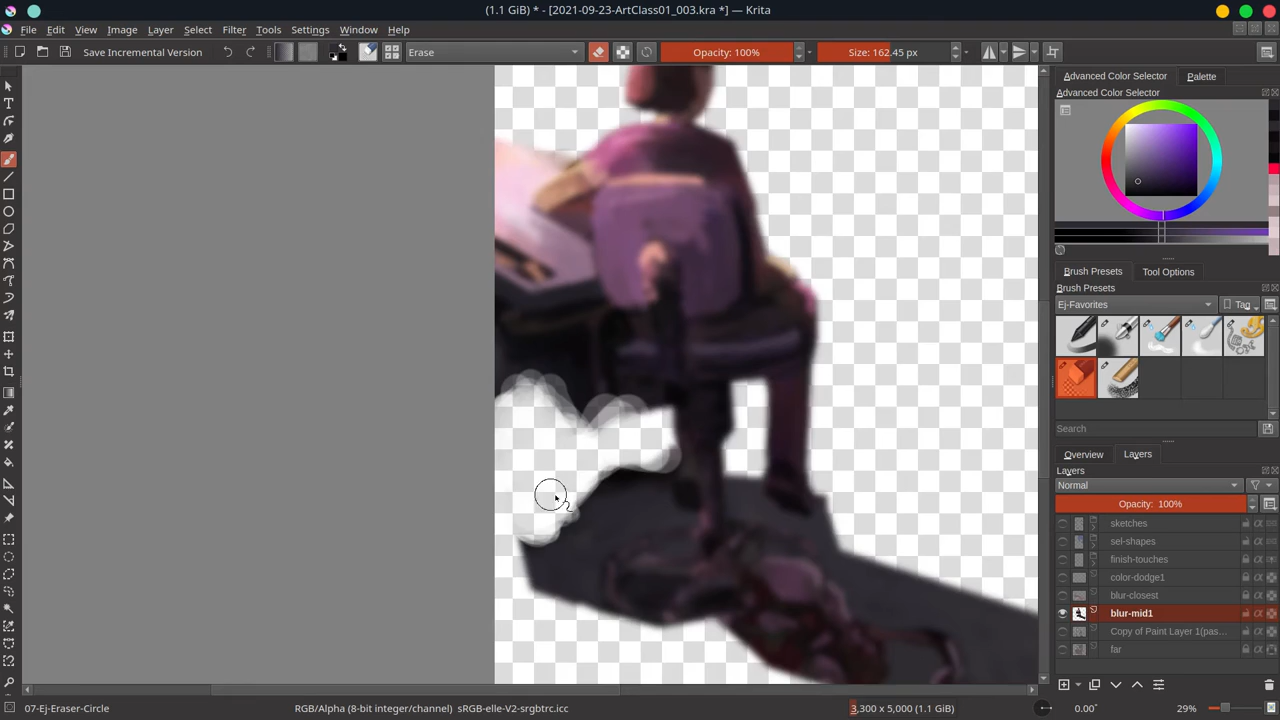 (1.1 GiB) * - [2021-09-23-ArtClass01_003.kra *] — Krita
File Edit View Image Layer Select Filter Tools Settings Window Help
Save Incremental Version
Erase
Opacity: 100%
Size: 162.45 px
Advanced Color Selector
Palette
Advanced Color Selector
Brush Presets
Tool Options
Brush Presets
Ej-Favorites
Tag
Search
Overview
Layers
Layers
Normal
Opacity: 100%
sketches
sel-shapes
finish-touches
color-dodge1
blur-closest
blur-mid1
Copy of Paint Layer 1(pas...
far
07-Ej-Eraser-Circle
RGB/Alpha (8-bit integer/channel) sRGB-elle-V2-srgbtrc.icc
3,300 x 5,000 (1.1 GiB)
0.00°
29%